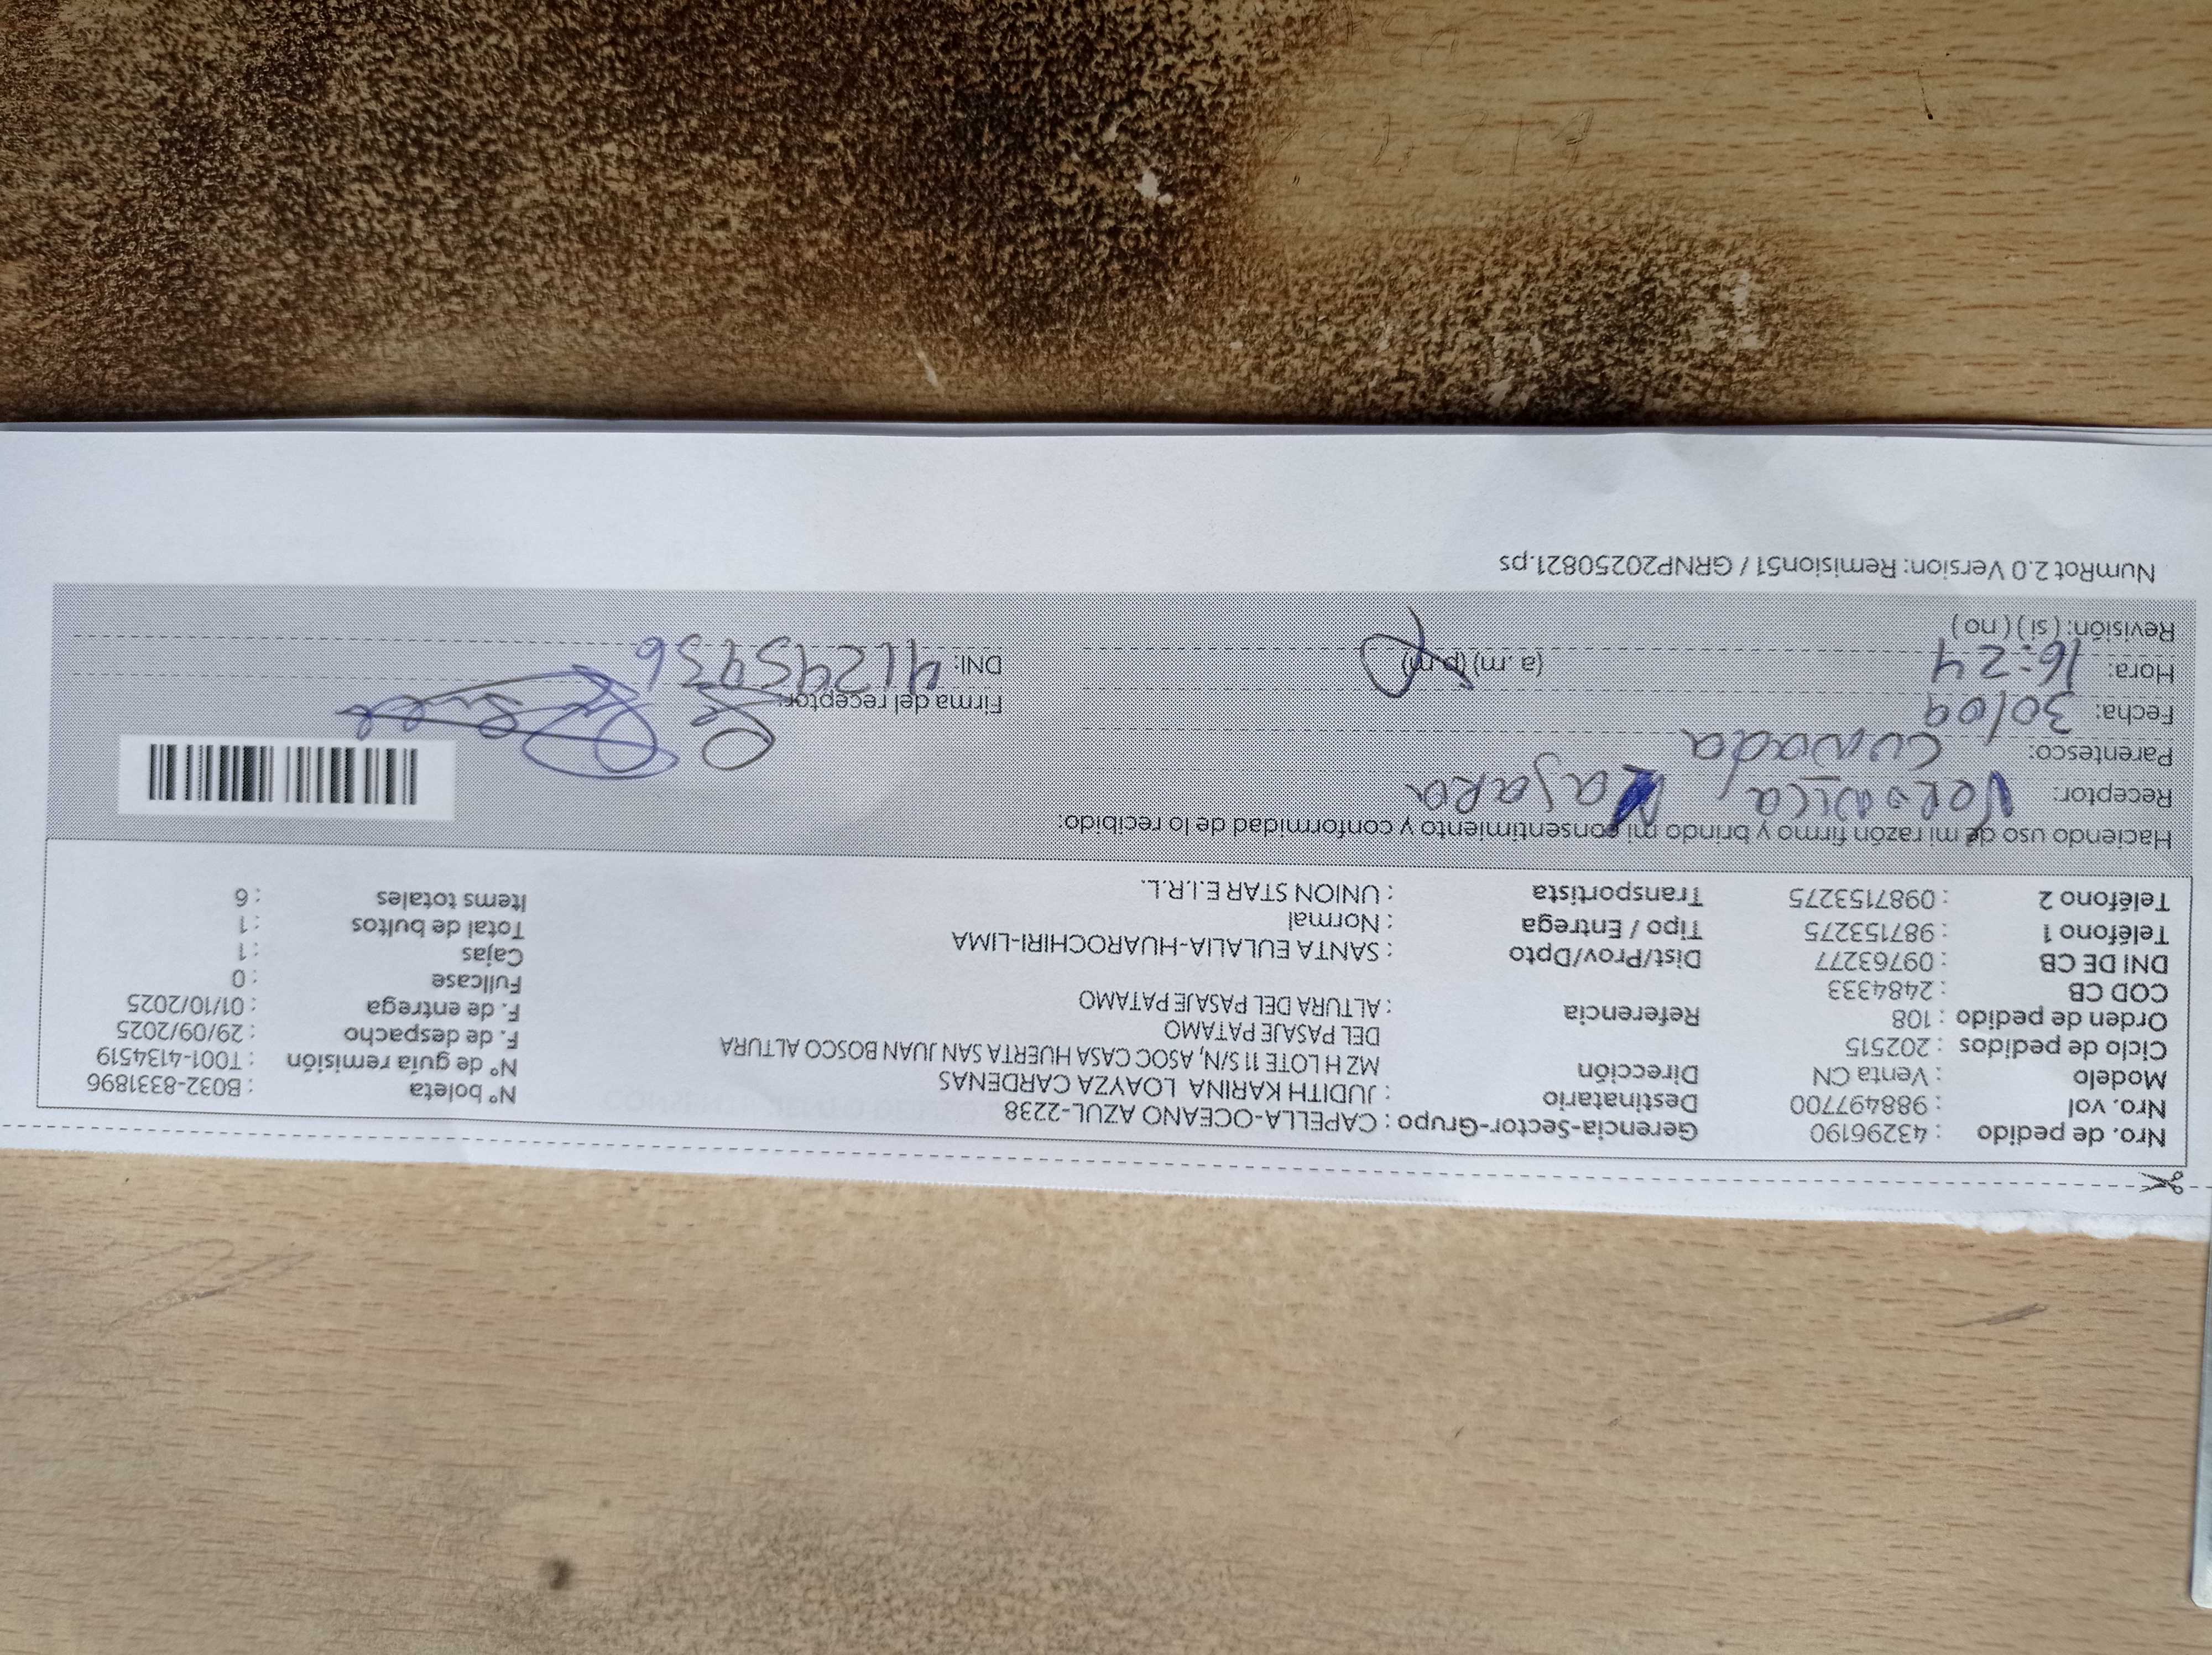 Nro. de pedido : 43296190 Gerencia-Sector-Grupo : CAPELLA-OCEANO AZUL-2238 N° boleta : B032-8331896
Nro. vol : 988497700 Destinatario : JUDITH KARINA LOAYZA CARDENAS N° de guía remisión : T001-4134519
Modelo : Venta CN Dirección MZ H LOTE 11 S/N, ASOC CASA HUERTA SAN JUAN BOSCO ALTURA F. de despacho : 29/09/2025
Ciclo de pedidos : 202515 DEL PASAJE PATAMO F. de entrega : 01/10/2025
Orden de pedido : 108 Referencia : ALTURA DEL PASAJE PATAMO Fullcase : 0
COD CB : 2484333 Cajas : 1
DNI DE CB : 09763277 Dist/Prov/Dpto : SANTA EULALIA-HUAROCHIRI-LIMA Total de bultos : 1
Teléfono 1 : 987153275 Tipo / Entrega : Normal Items totales : 6
Teléfono 2 : 0987153275 Transportista : UNION STAR E.I.R.L.
Haciendo uso de mi razón firmo y brindo mi consentimiento y conformidad de lo recibido:
Receptor: Veronica
Parentesco: Cuñada
Fecha: 30/09 Firma del receptor:
Hora: 16:24 (a. m) (p. m) DNI: 41295936
Revisión: ( si ) ( no )
NumRot 2.0 Version: Remision51 / GRNP20250821.ps